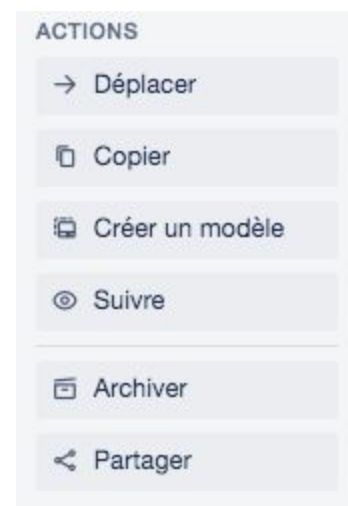 ACTIONS
Déplacer
Copier
Créer un modèle
Suivre
Archiver
Partager